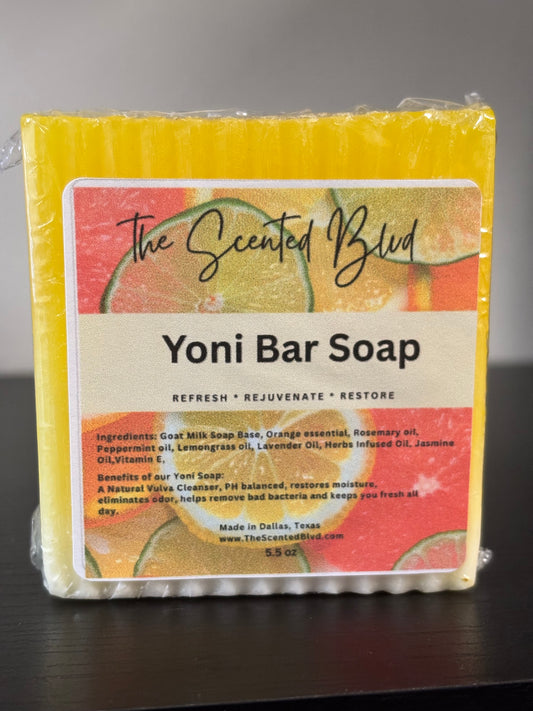 The Scented Blvd
Yoni Bar Soap
REFRESH * REJUVENATE * RESTORE
Ingredients: Goat Milk Soap Base, Orange essential, Rosemary oil,
Peppermint oil, Lemongrass oil, Lavender Oil, Herbs Infused Oil, Jasmine
Oil,Vitamin E,
Benefits of our Yoni Soap:
A Natural Vulva Cleanser, PH balanced, restores moisture,
eliminates odor, helps remove bad bacteria and keeps you fresh all
day.
Made in Dallas, Texas
www.TheScentedBlvd.com
5.5 oz